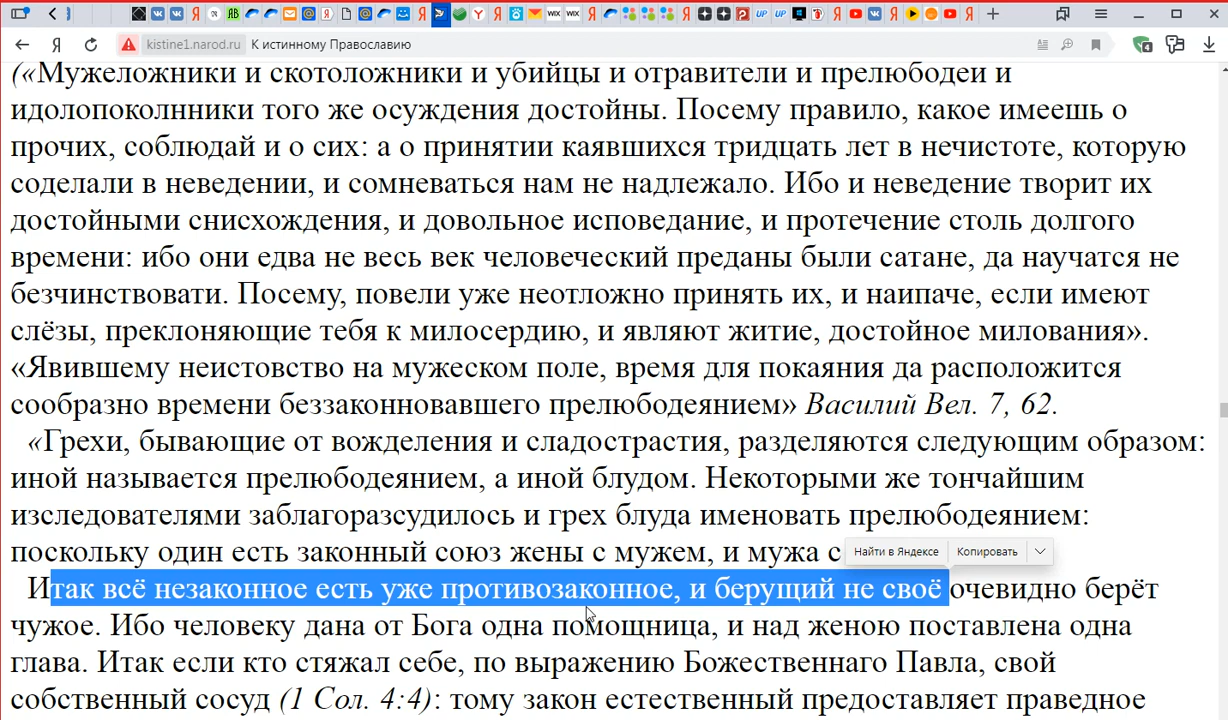 kistine1.narod.ru К истинному Православию
(«Мужеложники и скотоложники и убийцы и отравители и прелюбодеи и
идолопоколнники того же осуждения достойны. Посему правило, какое имеешь о
прочих, соблюдай и о сих: а о принятии каявшихся тридцать лет в нечистоте, которую
соделали в неведении, и сомневаться нам не надлежало. Ибо и неведение творит их
достойными снисхождения, и довольное исповедание, и протечение столь долгого
времени: ибо они едва не весь век человеческий преданы были сатане, да научатся не
безчинствовати. Посему, повели уже неотложно принять их, и наипаче, если имеют
слёзы, преклоняющие тебя к милосердию, и являют житие, достойное милования».
«Явившему неистовство на мужеском поле, время для покаяния да расположится
сообразно времени беззаконновавшего прелюбодеянием» Василий Вел. 7, 62.
«Грехи, бывающие от вожделения и сладострастия, разделяются следующим образом:
иной называется прелюбодеянием, а иной блудом. Некоторыми же тончайшим
изследователями заблагоразсудилось и грех блуда именовать прелюбодеянием:
поскольку один есть законный союз жены с мужем, и мужа с
Найти в Яндексе Копировать
Итак всё незаконное есть уже противозаконное, и берущий не своё очевидно берёт
чужое. Ибо человеку дана от Бога одна помощница, и над женою поставлена одна
глава. Итак если кто стяжал себе, по выражению Божественнаго Павла, свой
собственный сосуд (1 Сол. 4:4): тому закон естественный предоставляет праведное